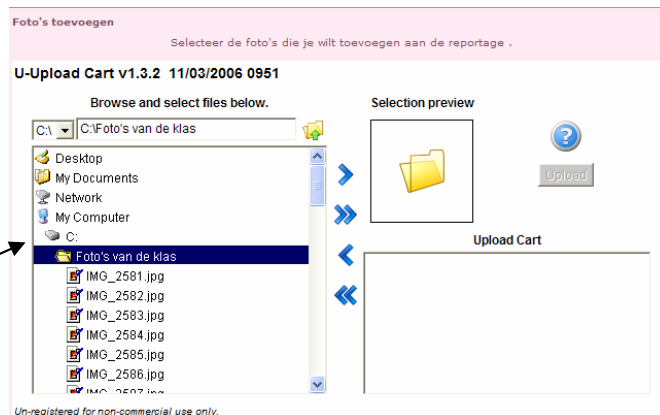 Foto's toevoegen
Selecteer de foto's die je wilt toevoegen aan de reportage .
U-Upload Cart v1.3.2 11/03/2006 0951
Browse and select files below.
Selection preview
C:\ C:\Foto's van de klas
Desktop
My Documents
Network
My Computer
C:
Foto's van de klas
IMG_2581.jpg
IMG_2582.jpg
IMG_2583.jpg
IMG_2584.jpg
IMG_2585.jpg
IMG_2586.jpg
IMG_2587.jpg
Upload
Upload Cart
Un-registered for non-commercial use only.